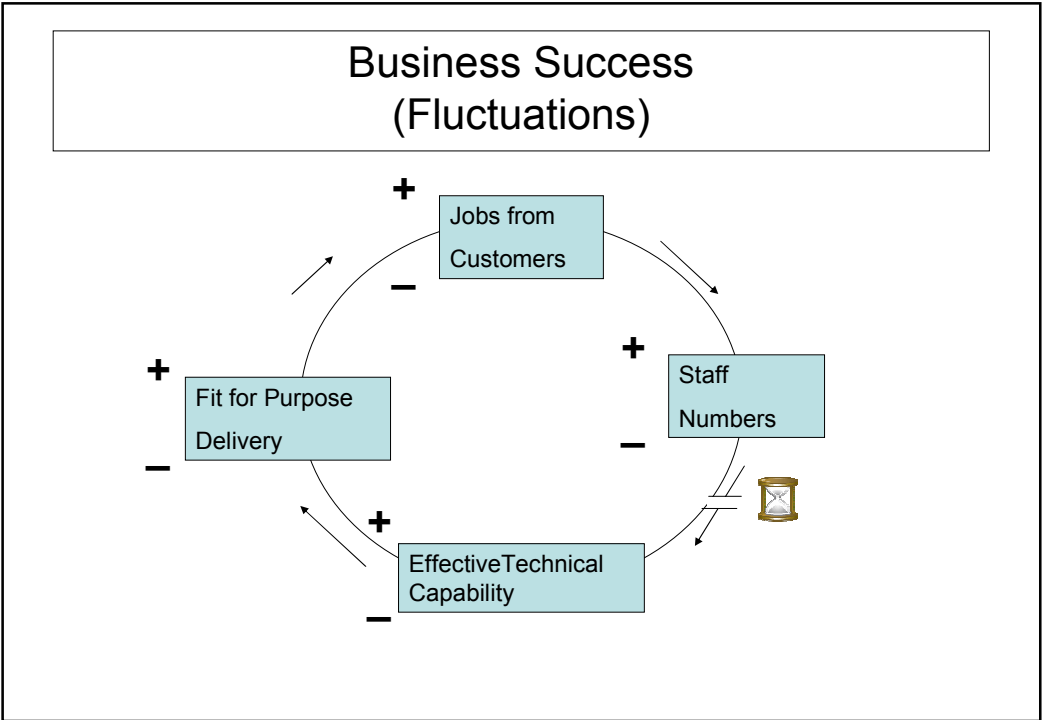 Business Success
(Fluctuations)
+
Jobs from
Customers
–
+
Staff
Numbers
–
+
Fit for Purpose
Delivery
–
+
EffectiveTechnical
Capability
–